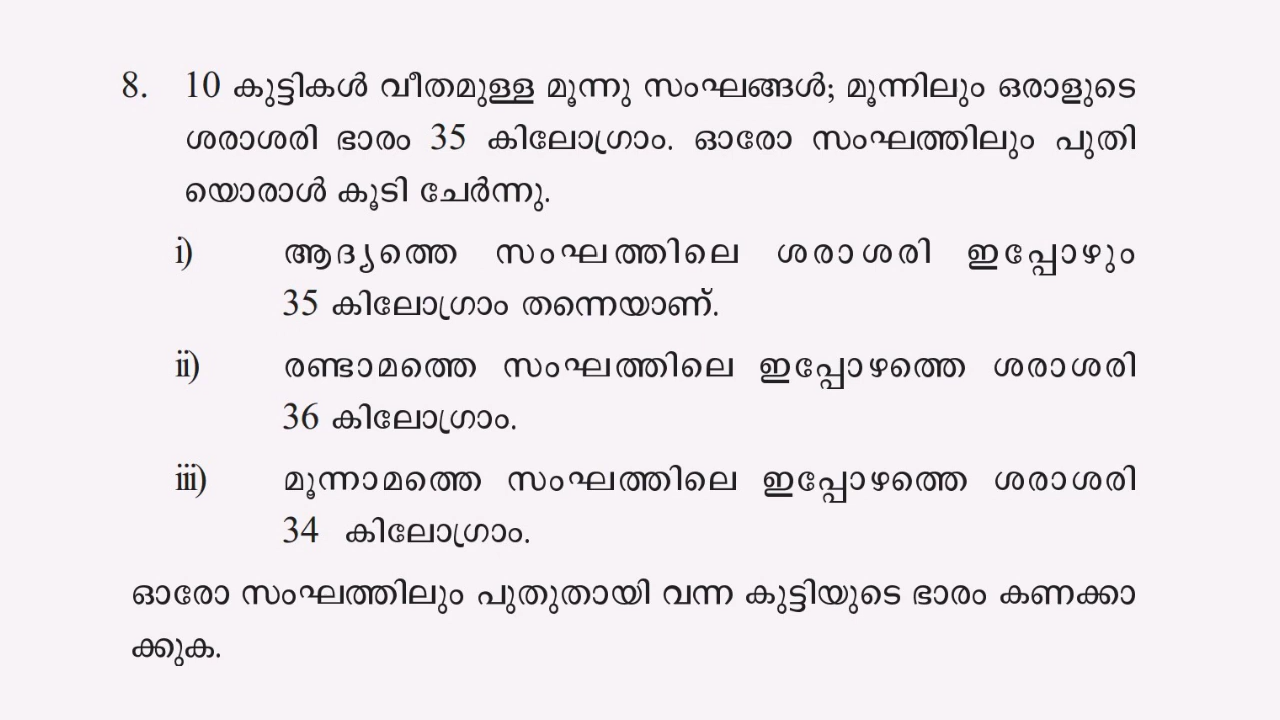 8. 10 കുട്ടികൾ വീതമുള്ള മൂന്നു സംഘങ്ങൾ; മൂന്നിലും ഒരാളുടെ
ശരാശരി ഭാരം 35 കിലോഗ്രാം. ഓരോ സംഘത്തിലും പുതി
യൊരാൾ കൂടി ചേർന്നു.
i) ആദ്യത്തെ സംഘത്തിലെ ശരാശരി ഇപ്പോഴും
35 കിലോഗ്രാം തന്നെയാണ്.
ii) രണ്ടാമത്തെ സംഘത്തിലെ ഇപ്പോഴത്തെ ശരാശരി
36 കിലോഗ്രാം.
iii) മൂന്നാമത്തെ സംഘത്തിലെ ഇപ്പോഴത്തെ ശരാശരി
34 കിലോഗ്രാം.
ഓരോ സംഘത്തിലും പുതുതായി വന്ന കുട്ടിയുടെ ഭാരം കണക്കാ
ക്കുക.